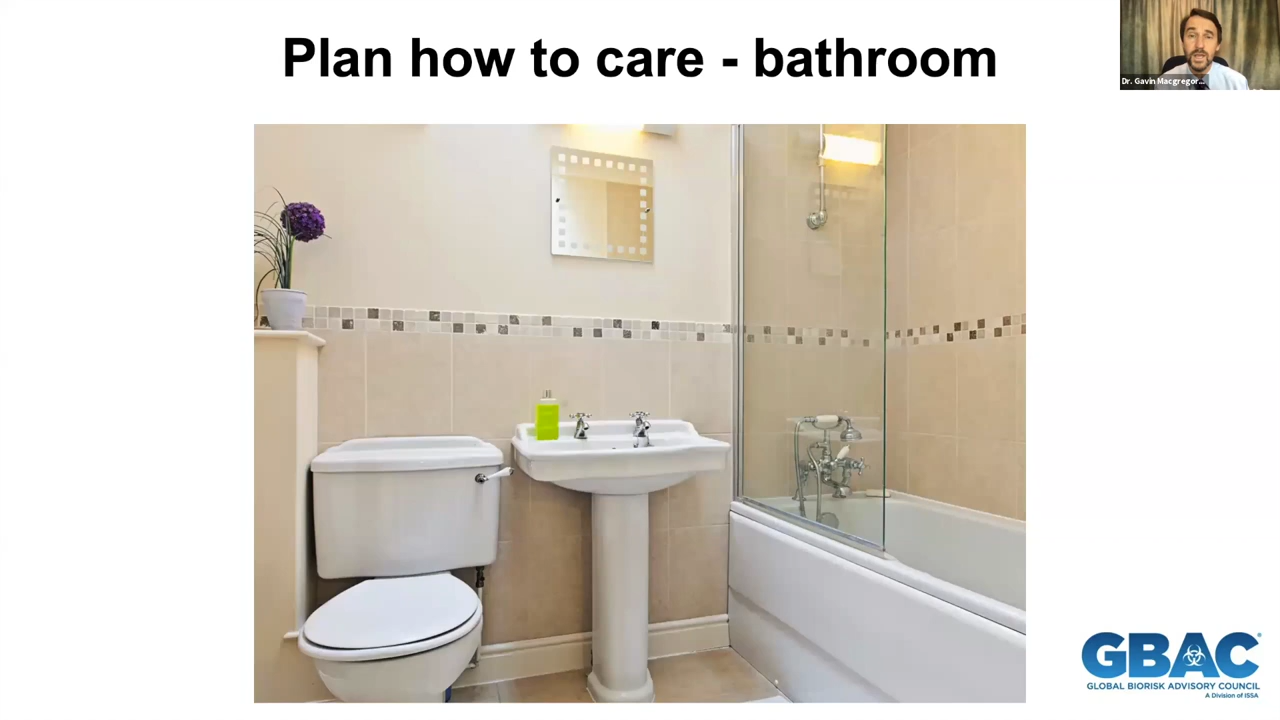 Plan how to care - bathroom
Dr. Gavin Macgregor...
GBAC
GLOBAL BIORISK ADVISORY COUNCIL
A Division of ISSA